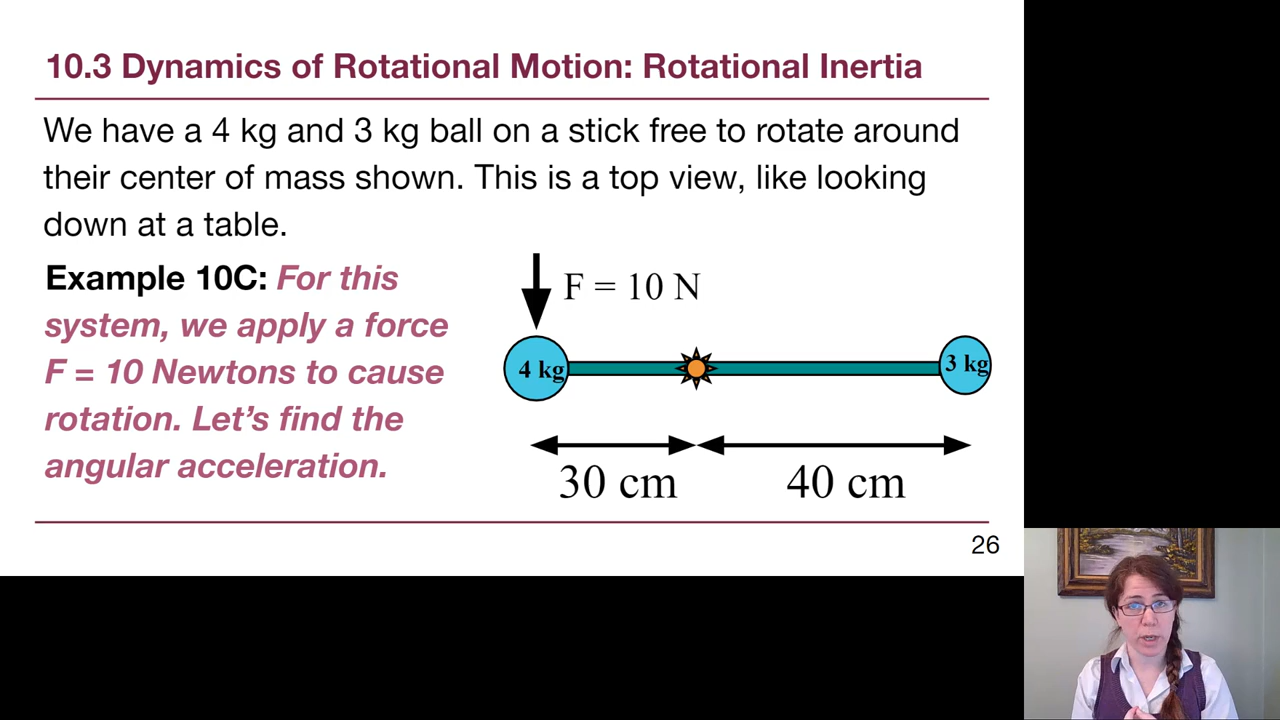 10.3 Dynamics of Rotational Motion: Rotational Inertia
We have a 4 kg and 3 kg ball on a stick free to rotate around
their center of mass shown. This is a top view, like looking
down at a table.
Example 10C: For this
system, we apply a force
F = 10 Newtons to cause
rotation. Let’s find the
angular acceleration.
F = 10 N
4 kg
3 kg
30 cm
40 cm
26